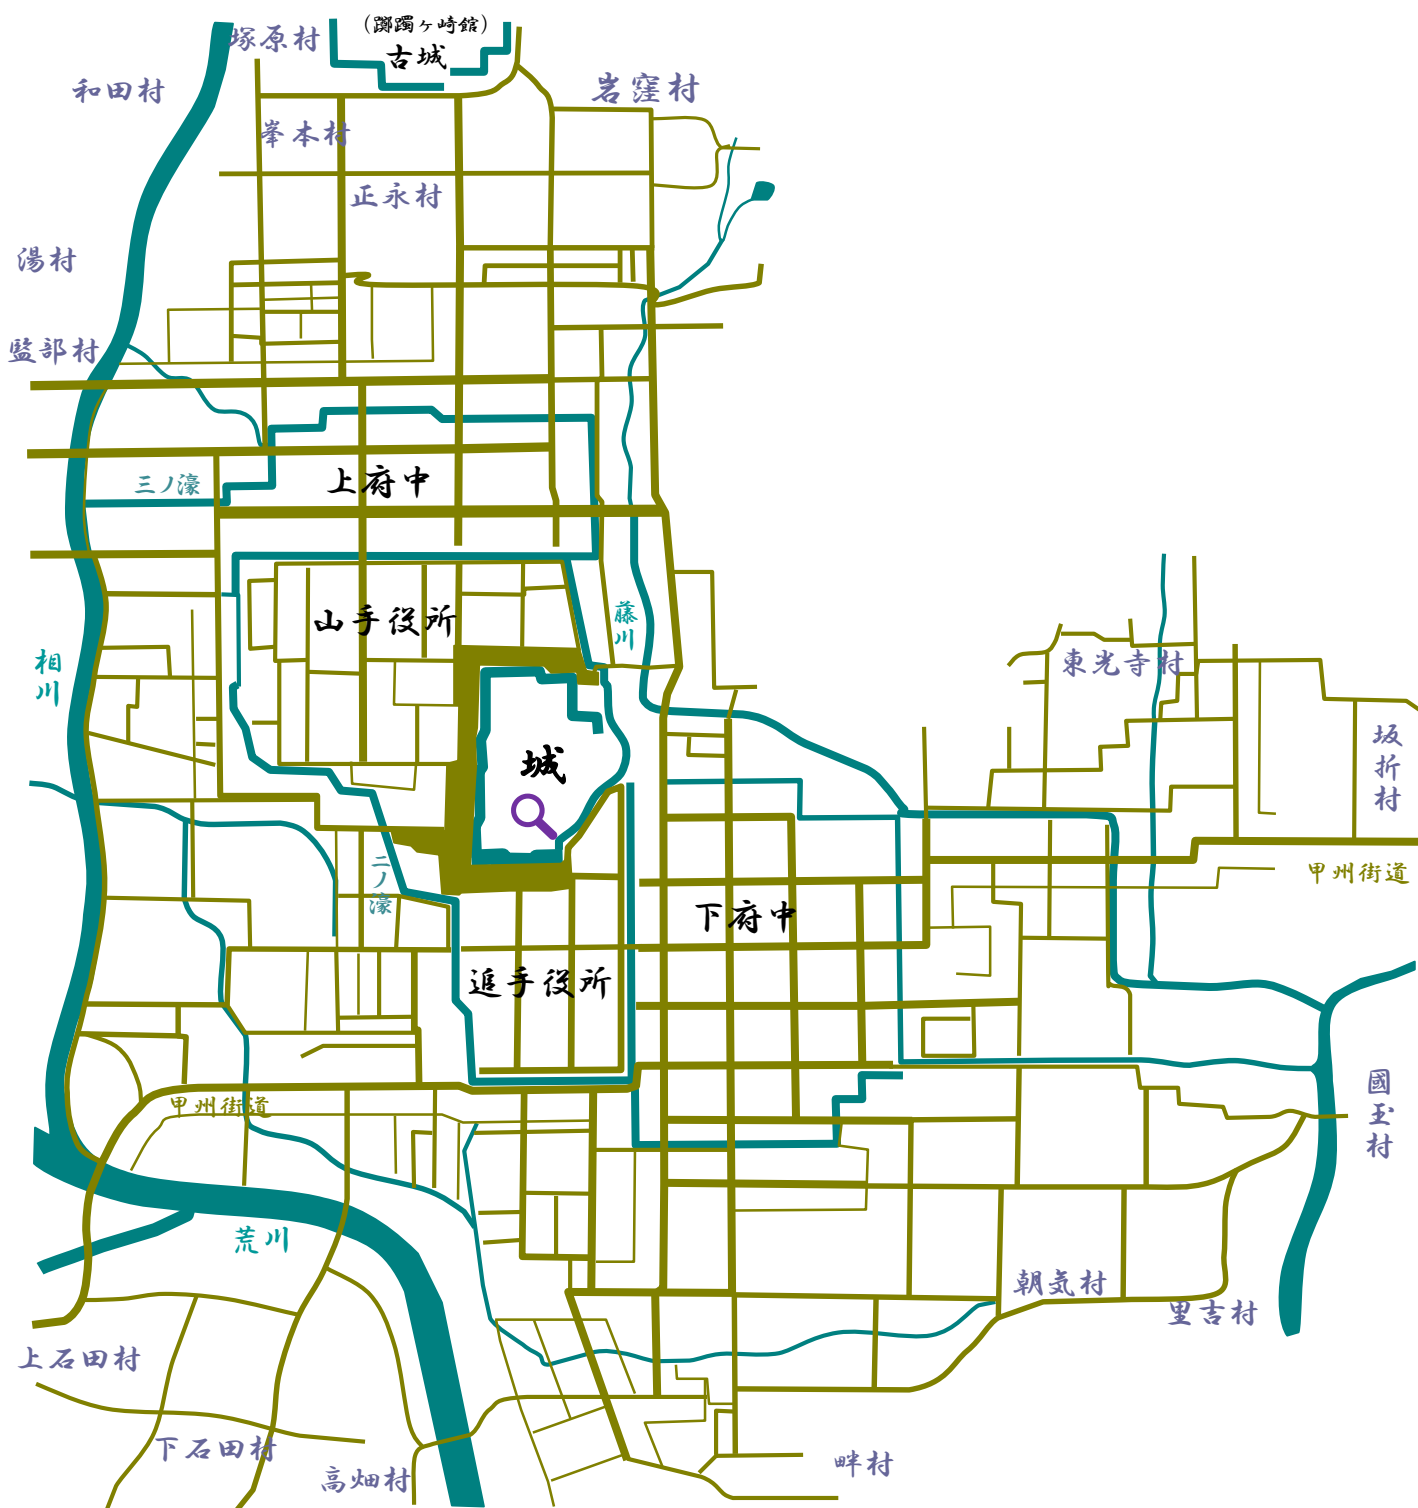 (躑躅ヶ崎館)
古城
塚原村
和田村
岩窪村
峯本村
正永村
湯村
監部村
三ノ濠
上府中
山手役所
藤川
相川
東光寺村
坂折村
城
甲州街道
二ノ濠
下府中
追手役所
國玉村
甲州街道
荒川
朝気村
里吉村
上石田村
下石田村
高畑村
畔村